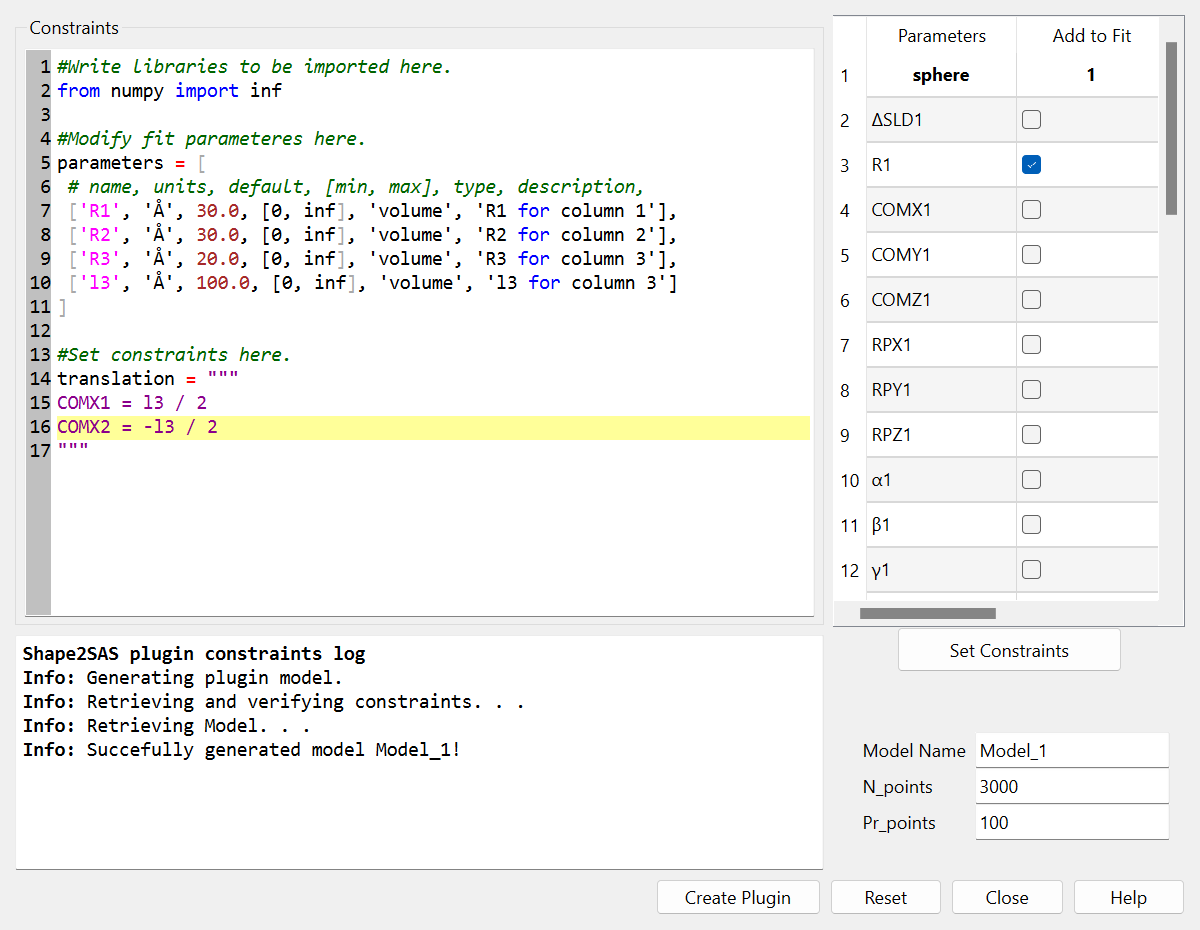 Constraints
1 #Write libraries to be imported here.
2 from numpy import inf
3
4 #Modify fit parameteres here.
5 parameters = [
6 # name, units, default, [min, max], type, description,
7 ['R1', 'Å', 30.0, [0, inf], 'volume', 'R1 for column 1'],
8 ['R2', 'Å', 30.0, [0, inf], 'volume', 'R2 for column 2'],
9 ['R3', 'Å', 20.0, [0, inf], 'volume', 'R3 for column 3'],
10 ['l3', 'Å', 100.0, [0, inf], 'volume', 'l3 for column 3']
11 ]
12
13 #Set constraints here.
14 translation = """
15 COMX1 = l3 / 2
16 COMX2 = -l3 / 2
17 """
Shape2SAS plugin constraints log
Info: Generating plugin model.
Info: Retrieving and verifying constraints. . .
Info: Retrieving Model. . .
Info: Succefully generated model Model_1!
Parameters Add to Fit
1 sphere 1
2 ΔSLD1
3 R1
4 COMX1
5 COMY1
6 COMZ1
7 RPX1
8 RPY1
9 RPZ1
10 α1
11 β1
12 γ1
Set Constraints
Model Name Model_1
N_points 3000
Pr_points 100
Create Plugin Reset Close Help